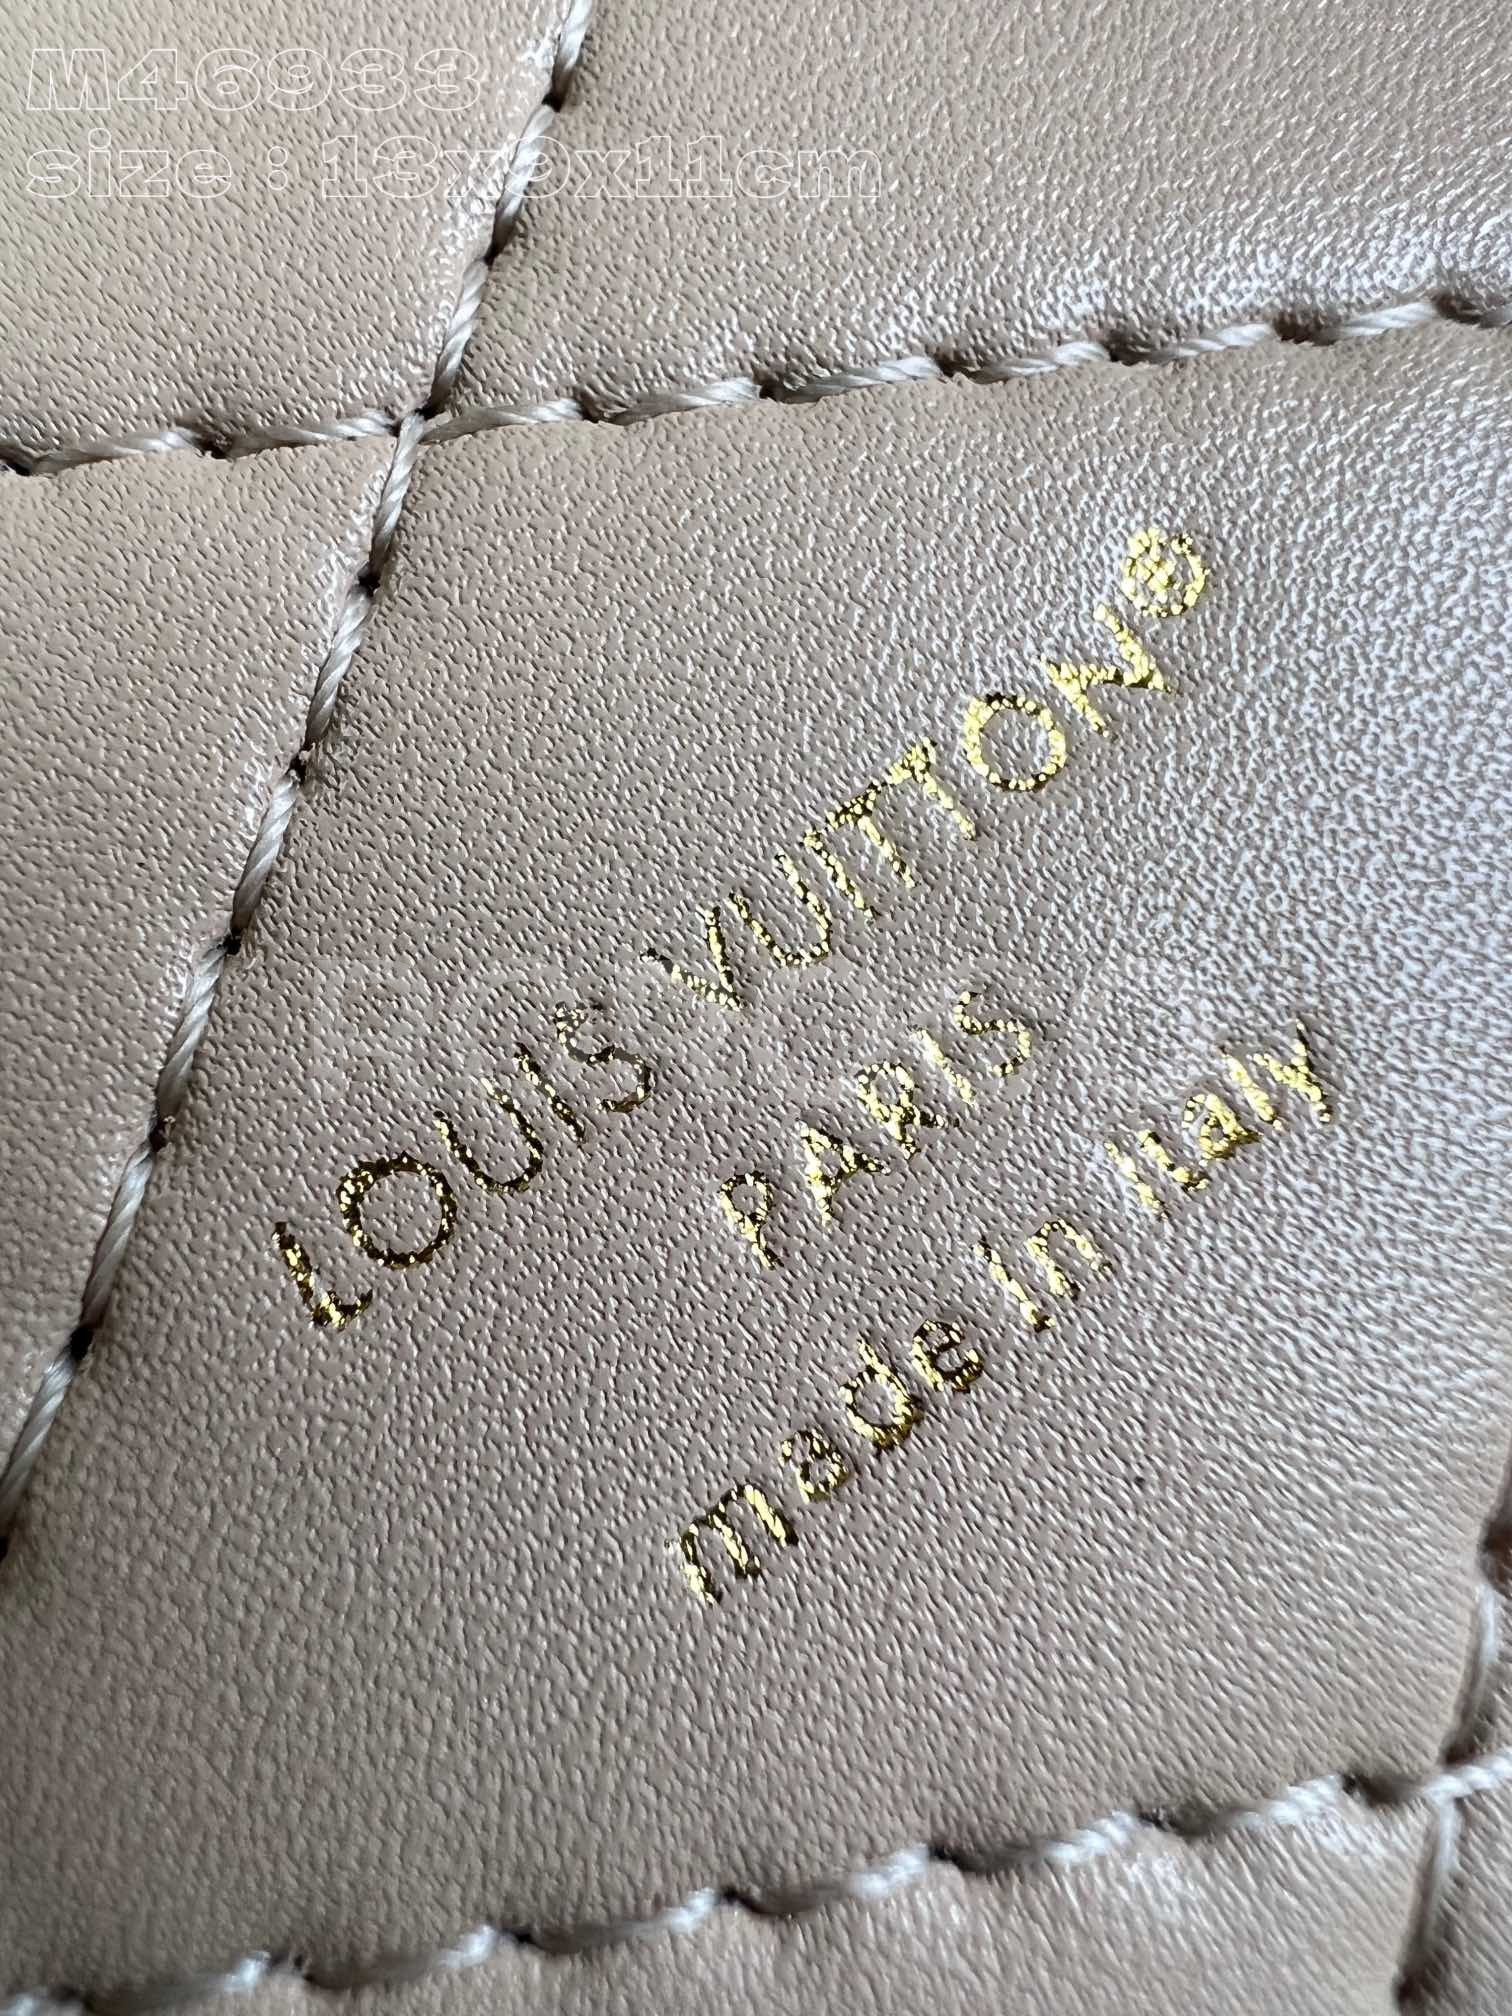 M46933
size : 13x9x11cm
LOUIS VUITTON®
PARIS
made in Italy